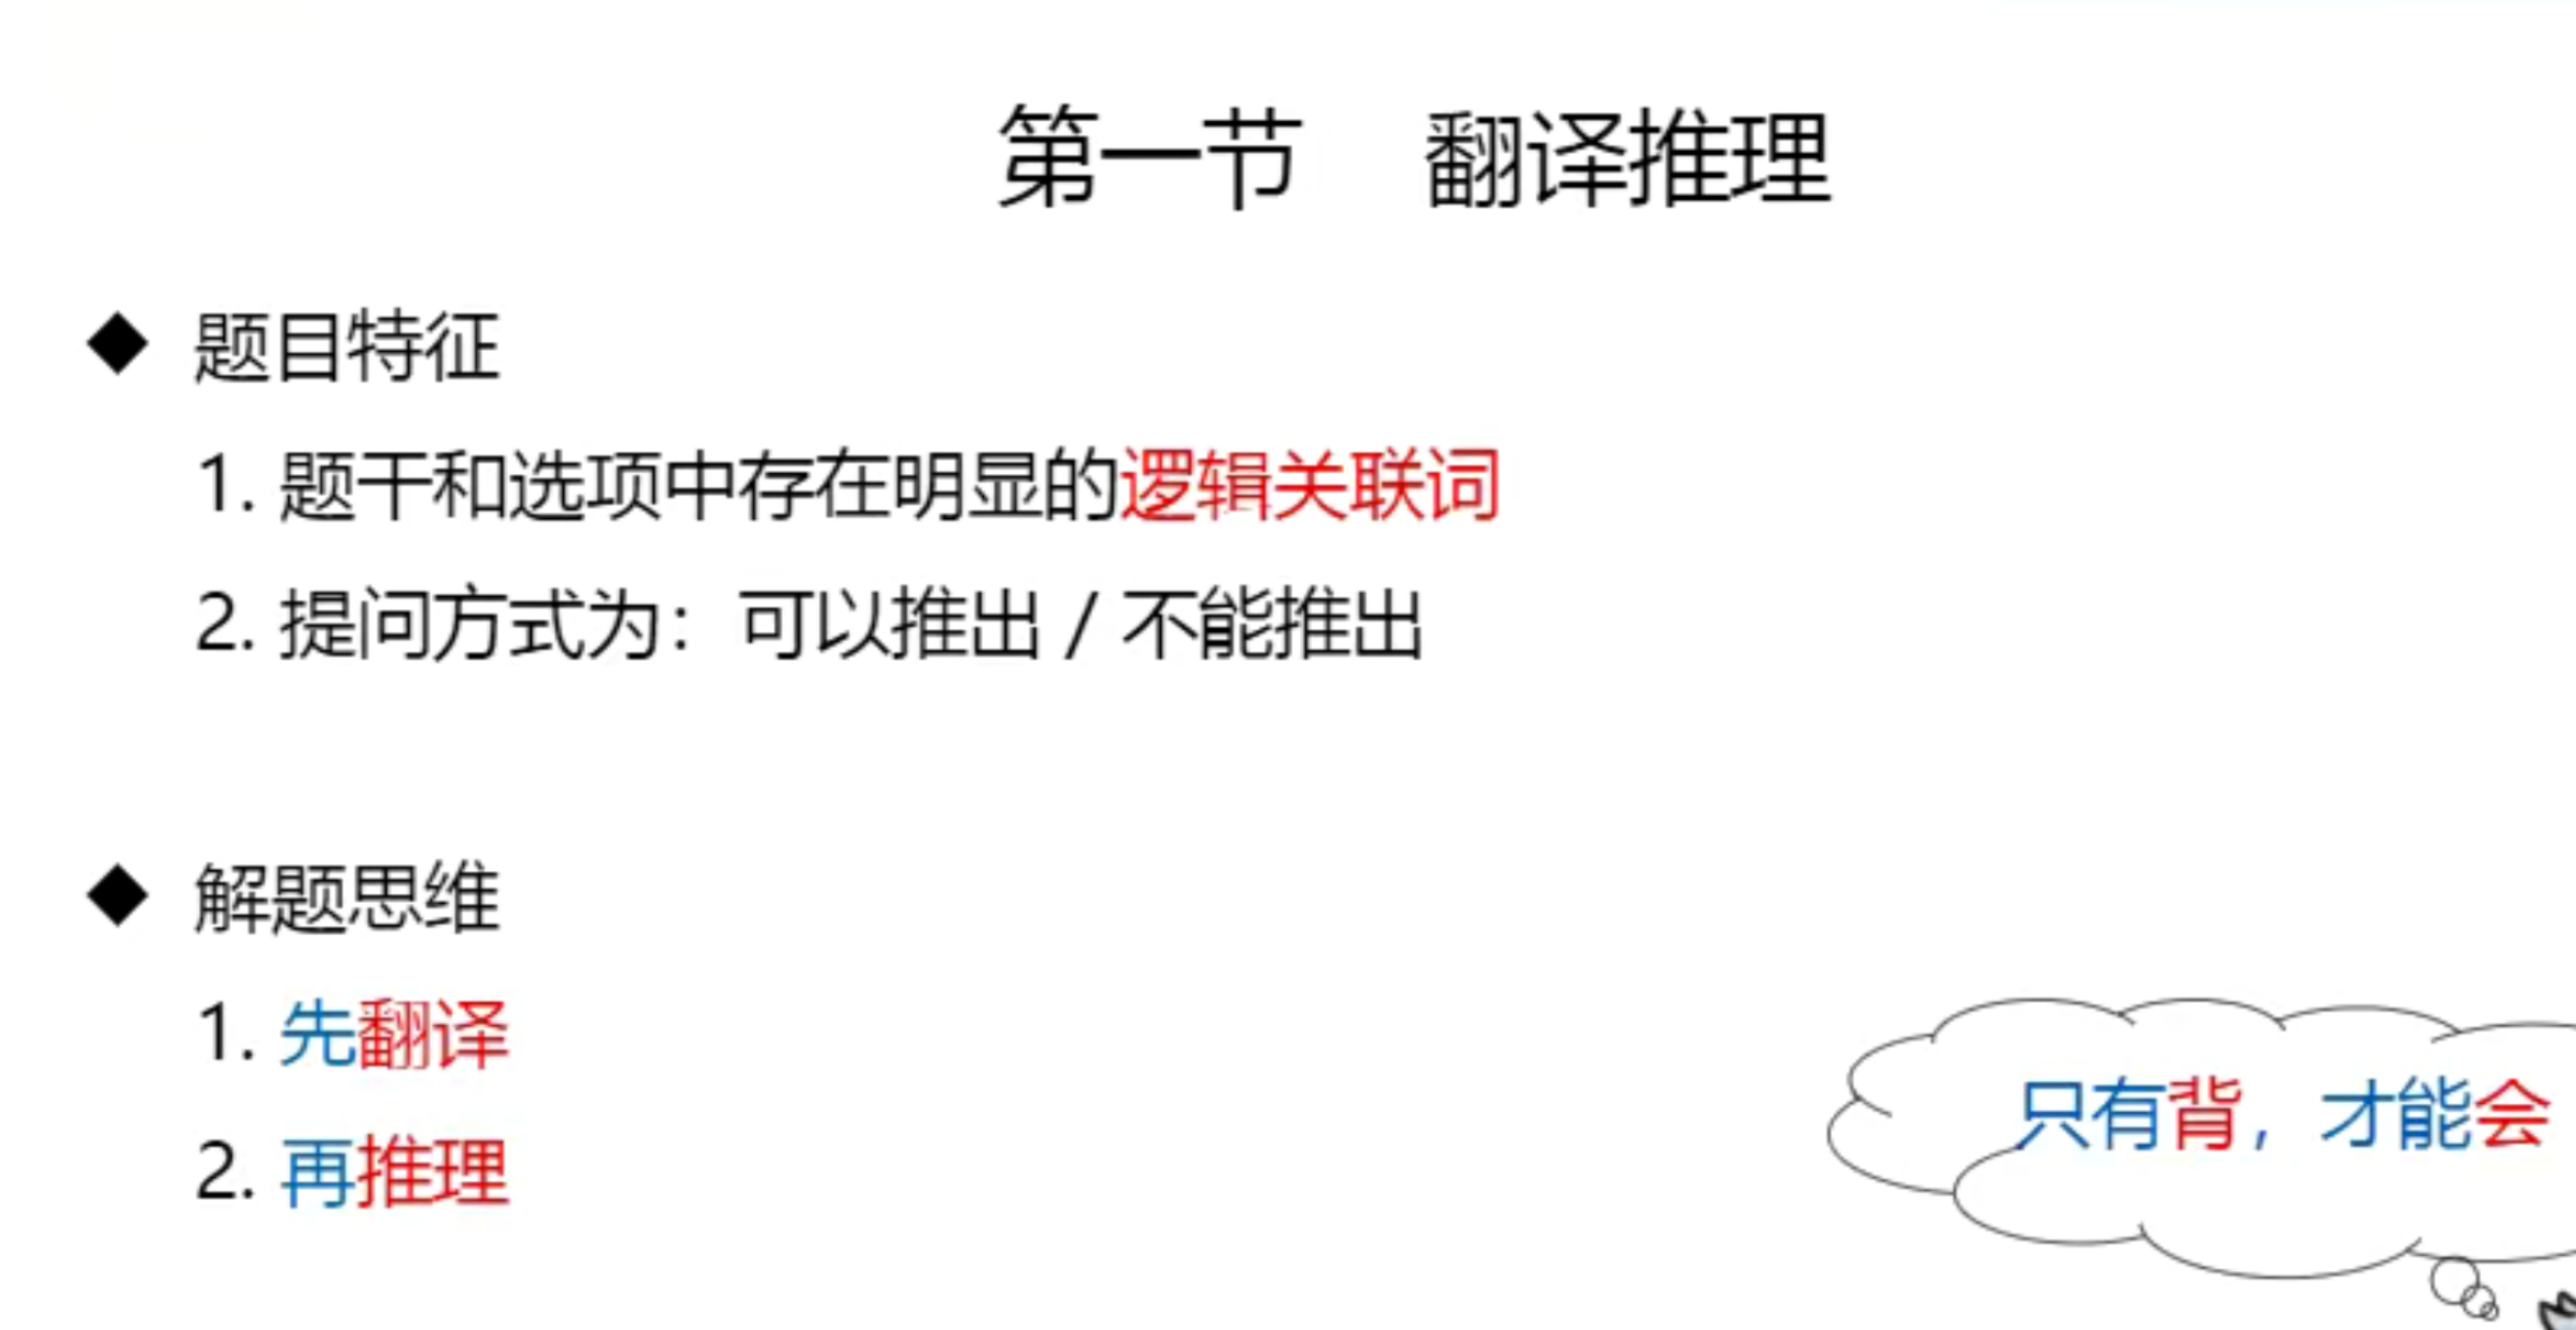 第一节 翻译推理
◆ 题目特征
1. 题干和选项中存在明显的逻辑关联词
2. 提问方式为：可以推出 / 不能推出
◆ 解题思维
1. 先翻译
2. 再推理
只有背，才能会